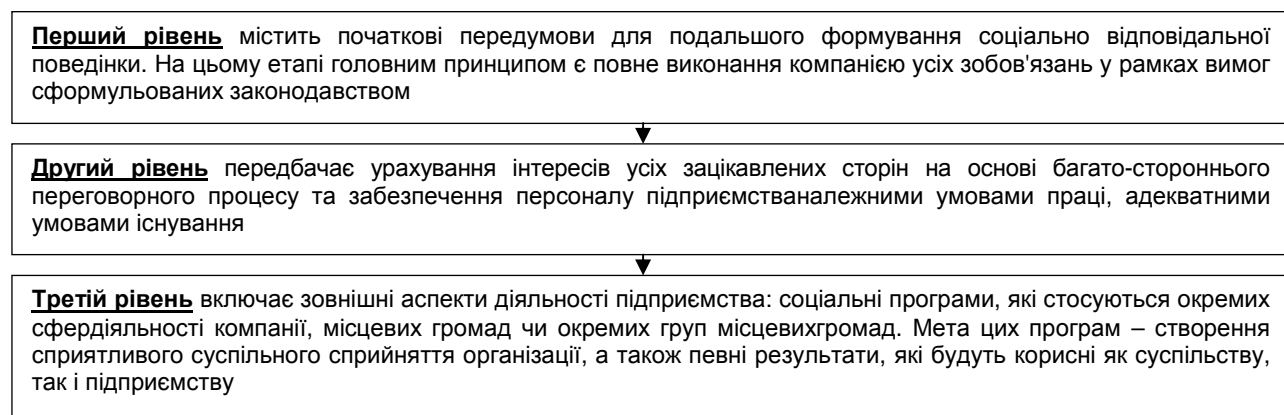 Перший рівень містить початкові передумови для подальшого формування соціально відповідальної
поведінки. На цьому етапі головним принципом є повне виконання компанією усіх зобов'язань у рамках вимог
сформульованих законодавством
Другий рівень передбачає урахування інтересів усіх зацікавлених сторін на основі багато-стороннього
переговорного процесу та забезпечення персоналу підприємстваналежними умовами праці, адекватними
умовами існування
Третій рівень включає зовнішні аспекти діяльності підприємства: соціальні програми, які стосуються окремих
сфердіяльності компанії, місцевих громад чи окремих груп місцевихгромад. Мета цих програм – створення
сприятливого суспільного сприйняття організації, а також певні результати, які будуть корисні як суспільству,
так і підприємству